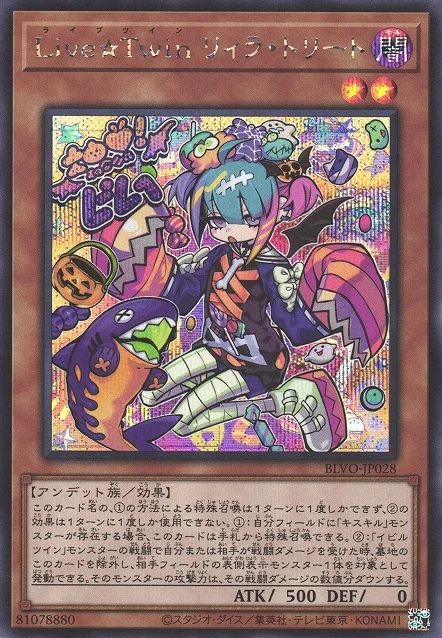 ライブツイン
Live☆Twin リィラ・トリート
闇
BLVO-JP028
【アンデット族／効果】
このカード名の、①の方法による特殊召喚は１ターンに１度しかできず、②の
効果は１ターンに１度しか使用できない。①：自分フィールドに「キスキル」モン
スターが存在する場合、このカードは手札から特殊召喚できる。②：「イビル
ツイン」モンスターの戦闘で自分または相手が戦闘ダメージを受けた時、墓地の
このカードを除外し、相手フィールドの表側表示モンスター１体を対象として
発動できる。そのモンスターの攻撃力は、その戦闘ダメージの数値分ダウンする。
ATK/ 500 DEF/ 0
81078880
©スタジオ・ダイス／集英社・テレビ東京・KONAMI